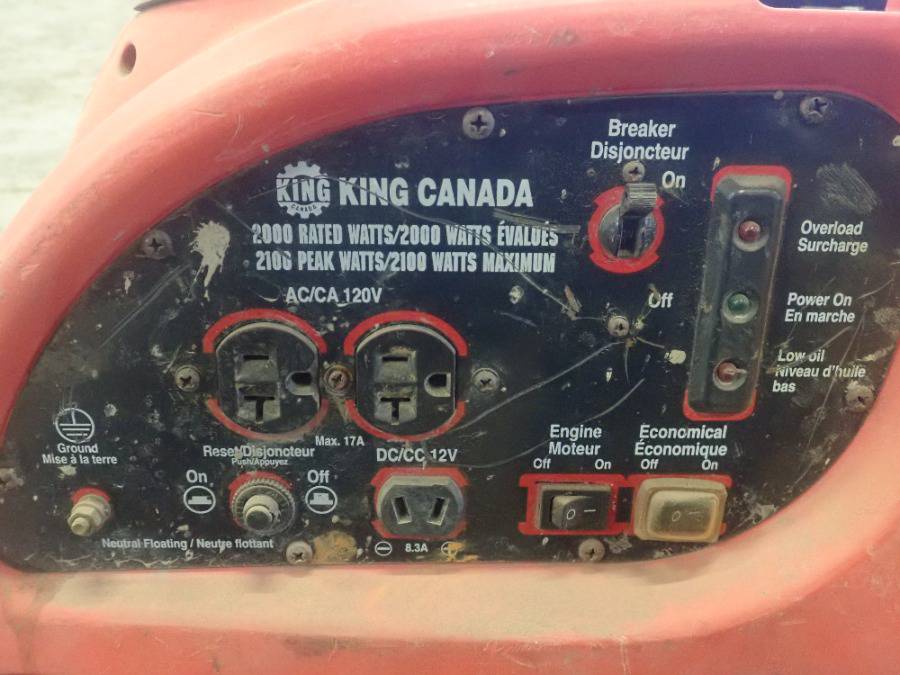 Breaker
Disjoncteur
On
KING
CANADA
KING CANADA
2000 RATED WATTS/2000 WATTS ÉVALUÉS
2100 PEAK WATTS/2100 WATTS MAXIMUM
AC/CA 120V
Off
Overload
Surcharge
Power On
En marche
Low oil
Niveau d'huile
bas
Ground
Mise à la terre
Max. 17A
Reset/Disjoncteur
Push/Appuyez
On
Off
DC/CC 12V
8.3A
Engine
Moteur
Off On
Économical
Économique
Off On
Neutral Floating / Neutre flottant